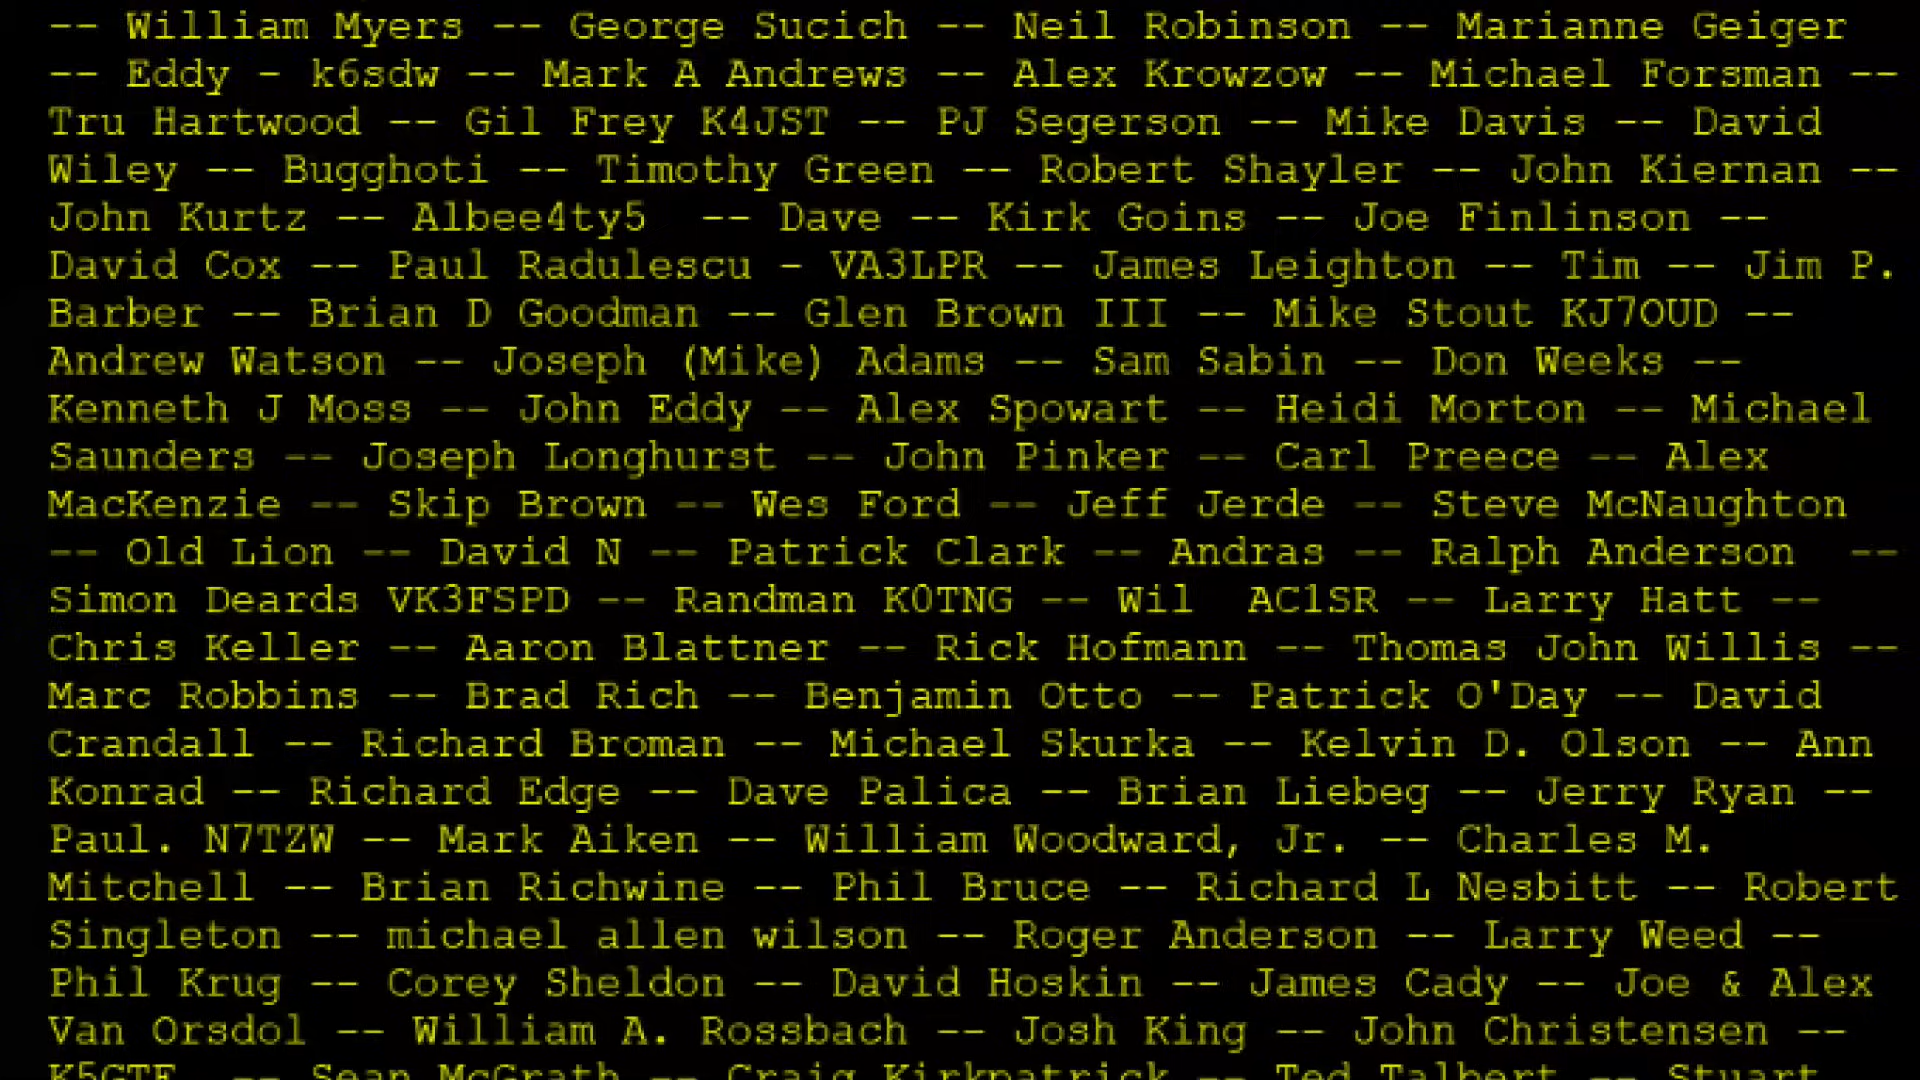 -- William Myers -- George Sucich -- Neil Robinson -- Marianne Geiger
-- Eddy - k6sdw -- Mark A Andrews -- Alex Krowzow -- Michael Forsman --
Tru Hartwood -- Gil Frey K4JST -- PJ Segerson -- Mike Davis -- David
Wiley -- Bugghoti -- Timothy Green -- Robert Shayler -- John Kiernan --
John Kurtz -- Albee4ty5  -- Dave -- Kirk Goins -- Joe Finlinson --
David Cox -- Paul Radulescu - VA3LPR -- James Leighton -- Tim -- Jim P.
Barber -- Brian D Goodman -- Glen Brown III -- Mike Stout KJ7OUD --
Andrew Watson -- Joseph (Mike) Adams -- Sam Sabin -- Don Weeks --
Kenneth J Moss -- John Eddy -- Alex Spowart -- Heidi Morton -- Michael
Saunders -- Joseph Longhurst -- John Pinker -- Carl Preece -- Alex
MacKenzie -- Skip Brown -- Wes Ford -- Jeff Jerde -- Steve McNaughton
-- Old Lion -- David N -- Patrick Clark -- Andras -- Ralph Anderson  --
Simon Deards VK3FSPD -- Randman K0TNG -- Wil  AC1SR -- Larry Hatt --
Chris Keller -- Aaron Blattner -- Rick Hofmann -- Thomas John Willis --
Marc Robbins -- Brad Rich -- Benjamin Otto -- Patrick O'Day -- David
Crandall -- Richard Broman -- Michael Skurka -- Kelvin D. Olson -- Ann
Konrad -- Richard Edge -- Dave Palica -- Brian Liebeg -- Jerry Ryan --
Paul. N7TZW -- Mark Aiken -- William Woodward, Jr. -- Charles M.
Mitchell -- Brian Richwine -- Phil Bruce -- Richard L Nesbitt -- Robert
Singleton -- michael allen wilson -- Roger Anderson -- Larry Weed --
Phil Krug -- Corey Sheldon -- David Hoskin -- James Cady -- Joe & Alex
Van Orsdol -- William A. Rossbach -- Josh King -- John Christensen --
-- Sean McGrath -- Craig Kirkpatrick -- Ted Talbert -- Stuart